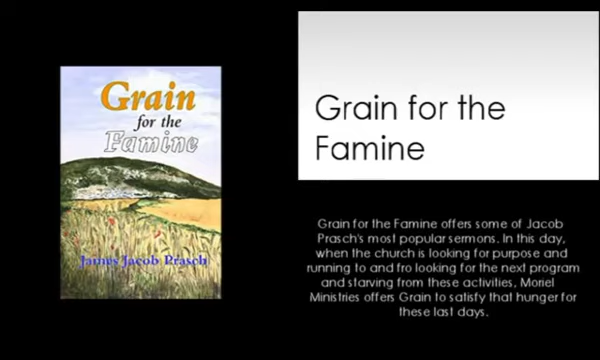 Grain
for the
Famine
James Jacob Prasch
Grain for the
Famine
Grain for the Famine offers some of Jacob
Prasch's most popular sermons. In this day,
when the church is looking for purpose and
running to and fro looking for the next program
and starving from these activities, Moriel
Ministries offers Grain to satisfy that hunger for
these last days.